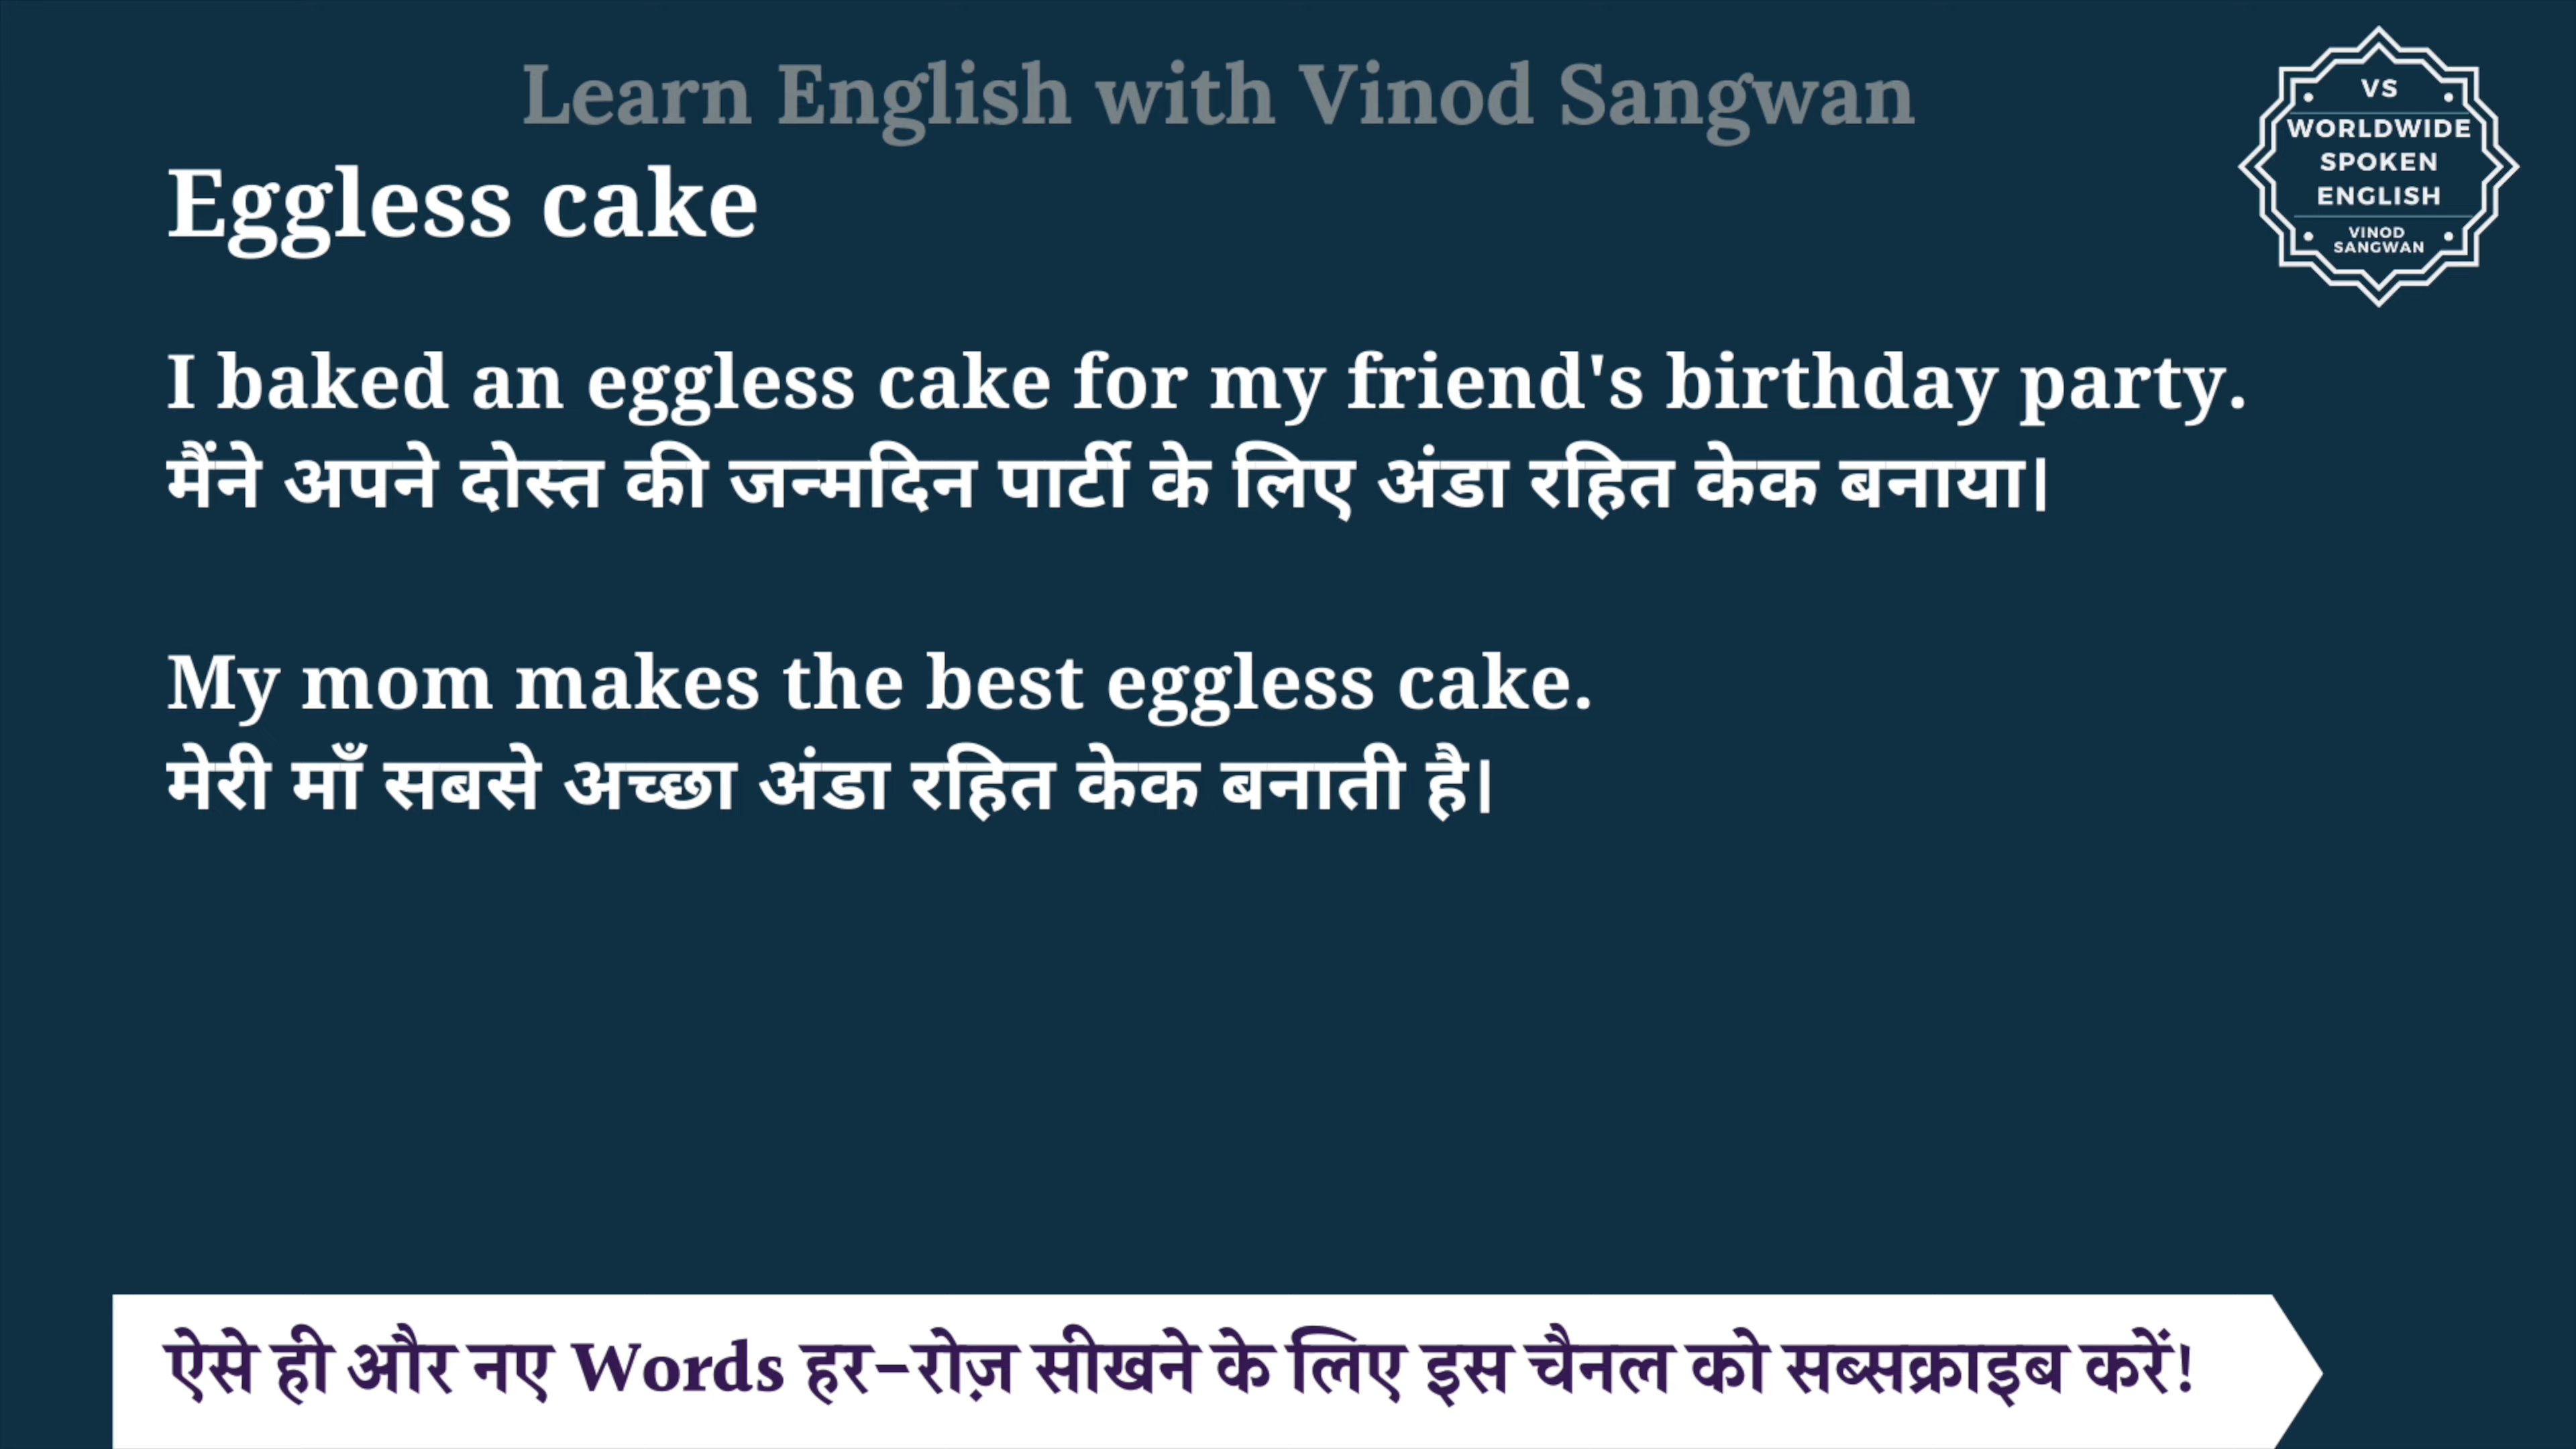 Learn English with Vinod Sangwan
VS
WORLDWIDE
SPOKEN
ENGLISH
VINOD
SANGWAN
Eggless cake
I baked an eggless cake for my friend's birthday party.
मैंने अपने दोस्त की जन्मदिन पार्टी के लिए अंडा रहित केक बनाया।
My mom makes the best eggless cake.
मेरी माँ सबसे अच्छा अंडा रहित केक बनाती है।
ऐसे ही और नए Words हर-रोज़ सीखने के लिए इस चैनल को सब्सक्राइब करें!